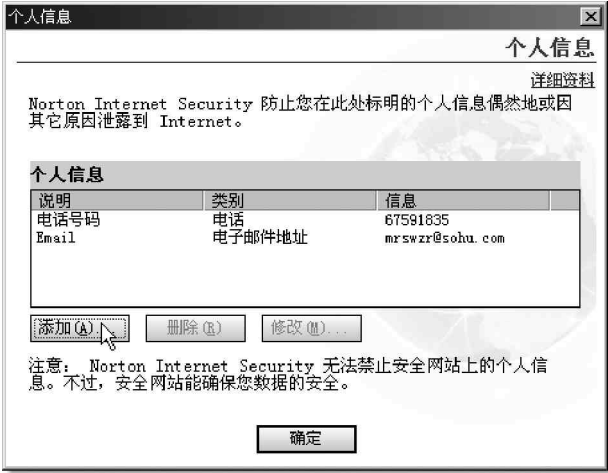 个人信息
个人信息
详细资料
Norton Internet Security 防止您在此处标明的个人信息偶然地或因
其它原因泄露到 Internet。
个人信息
说明 类别 信息
电话号码 电话 67591835
Email 电子邮件地址 mrswzr@sohu.com
添加(A)... 删除(R) 修改(M)...
注意： Norton Internet Security 无法禁止安全网站上的个人信
息。不过，安全网站能确保您数据的安全。
确定